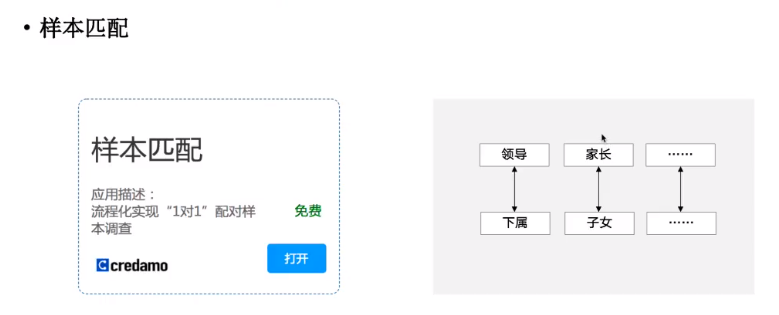 • 样本匹配
样本匹配
应用描述：
流程化实现“1对1”配对样
本调查
免费
credamo
打开
领导
家长
……
下属
子女
……